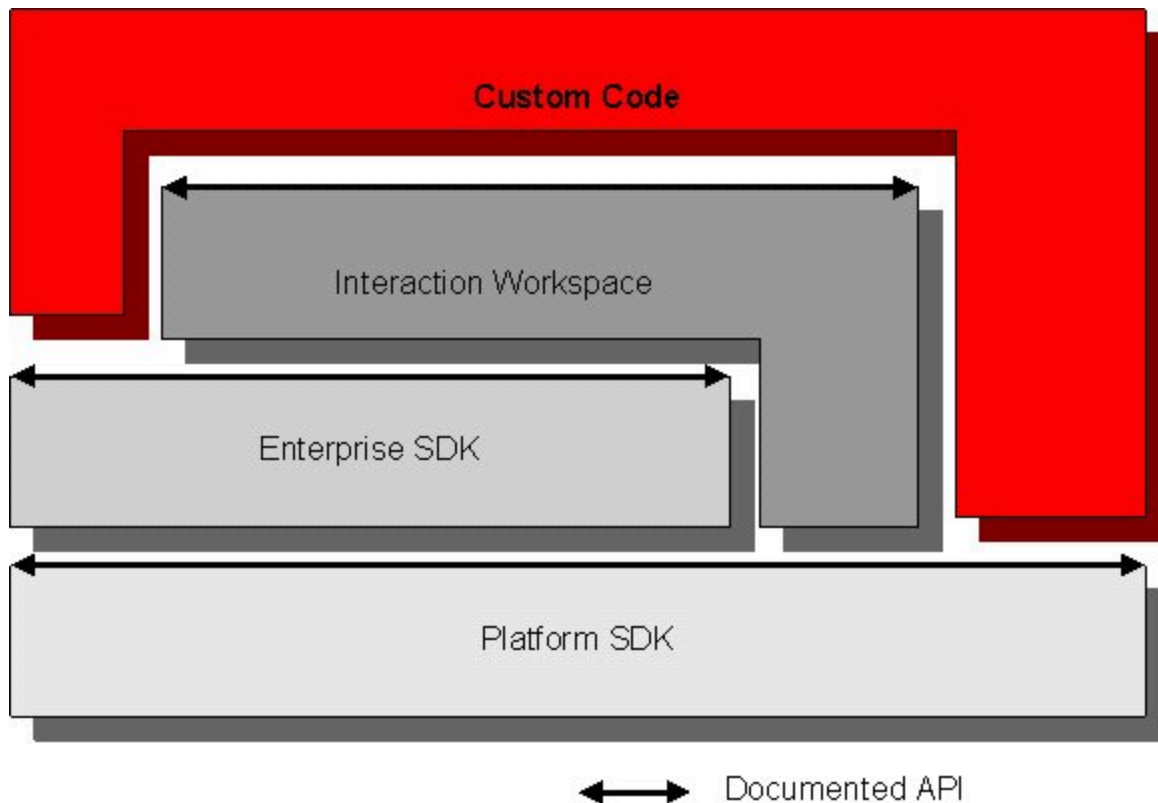 Custom Code
Interaction Workspace
Enterprise SDK
Platform SDK
Documented API